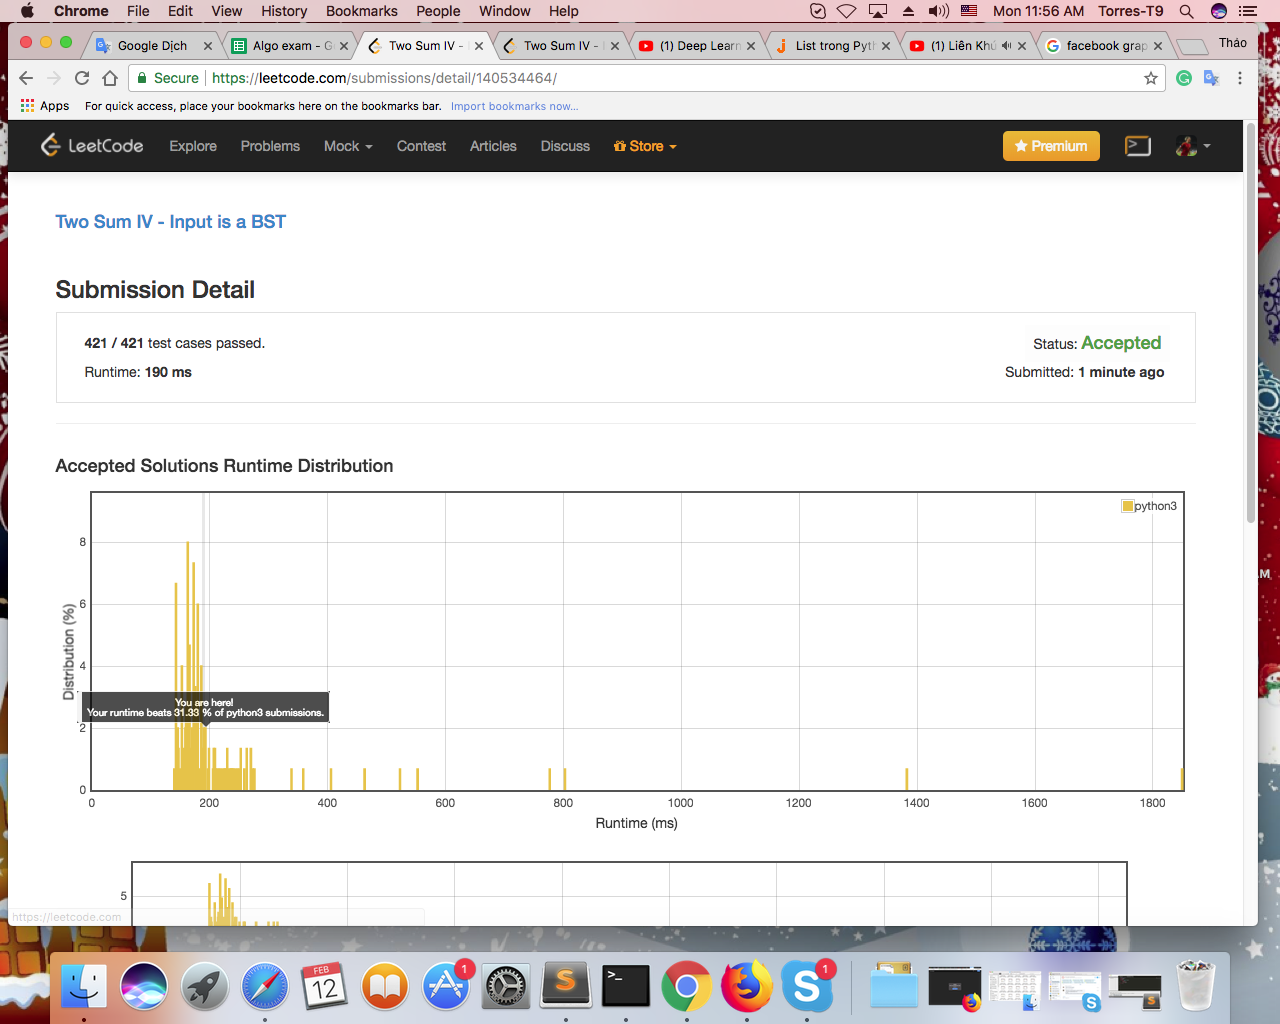 Chrome File Edit View History Bookmarks People Window Help Mon 11:56 AM Torres-T9
Google Dịch Algo exam - G Two Sum IV - Two Sum IV - (1) Deep Learn List trong Pyth (1) Liên Khú facebook grap Thảo
Secure https://leetcode.com/submissions/detail/140534464/
Apps For quick access, place your bookmarks here on the bookmarks bar. Import bookmarks now...
LeetCode Explore Problems Mock Contest Articles Discuss Store Premium
Two Sum IV - Input is a BST
Submission Detail
421 / 421 test cases passed. Status: Accepted
Runtime: 190 ms Submitted: 1 minute ago
Accepted Solutions Runtime Distribution
python3
8
6
4
2
0
Distribution (%)
You are here!
Your runtime beats 31.33 % of python3 submissions.
0 200 400 600 800 1000 1200 1400 1600 1800
Runtime (ms)
5
https://leetcode.com
AM,
FEB
12
1
1